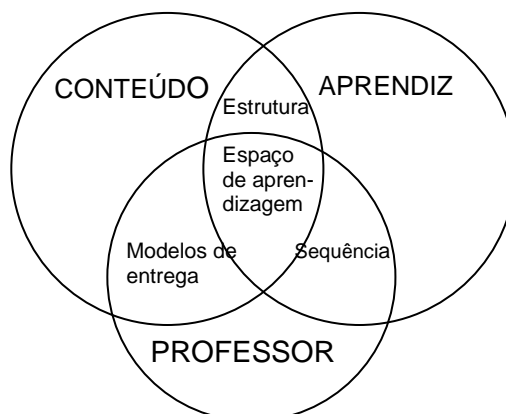 CONTEÚDO
APRENDIZ
Estrutura
Espaço
de apren-
dizagem
Modelos de
entrega
Sequência
PROFESSOR